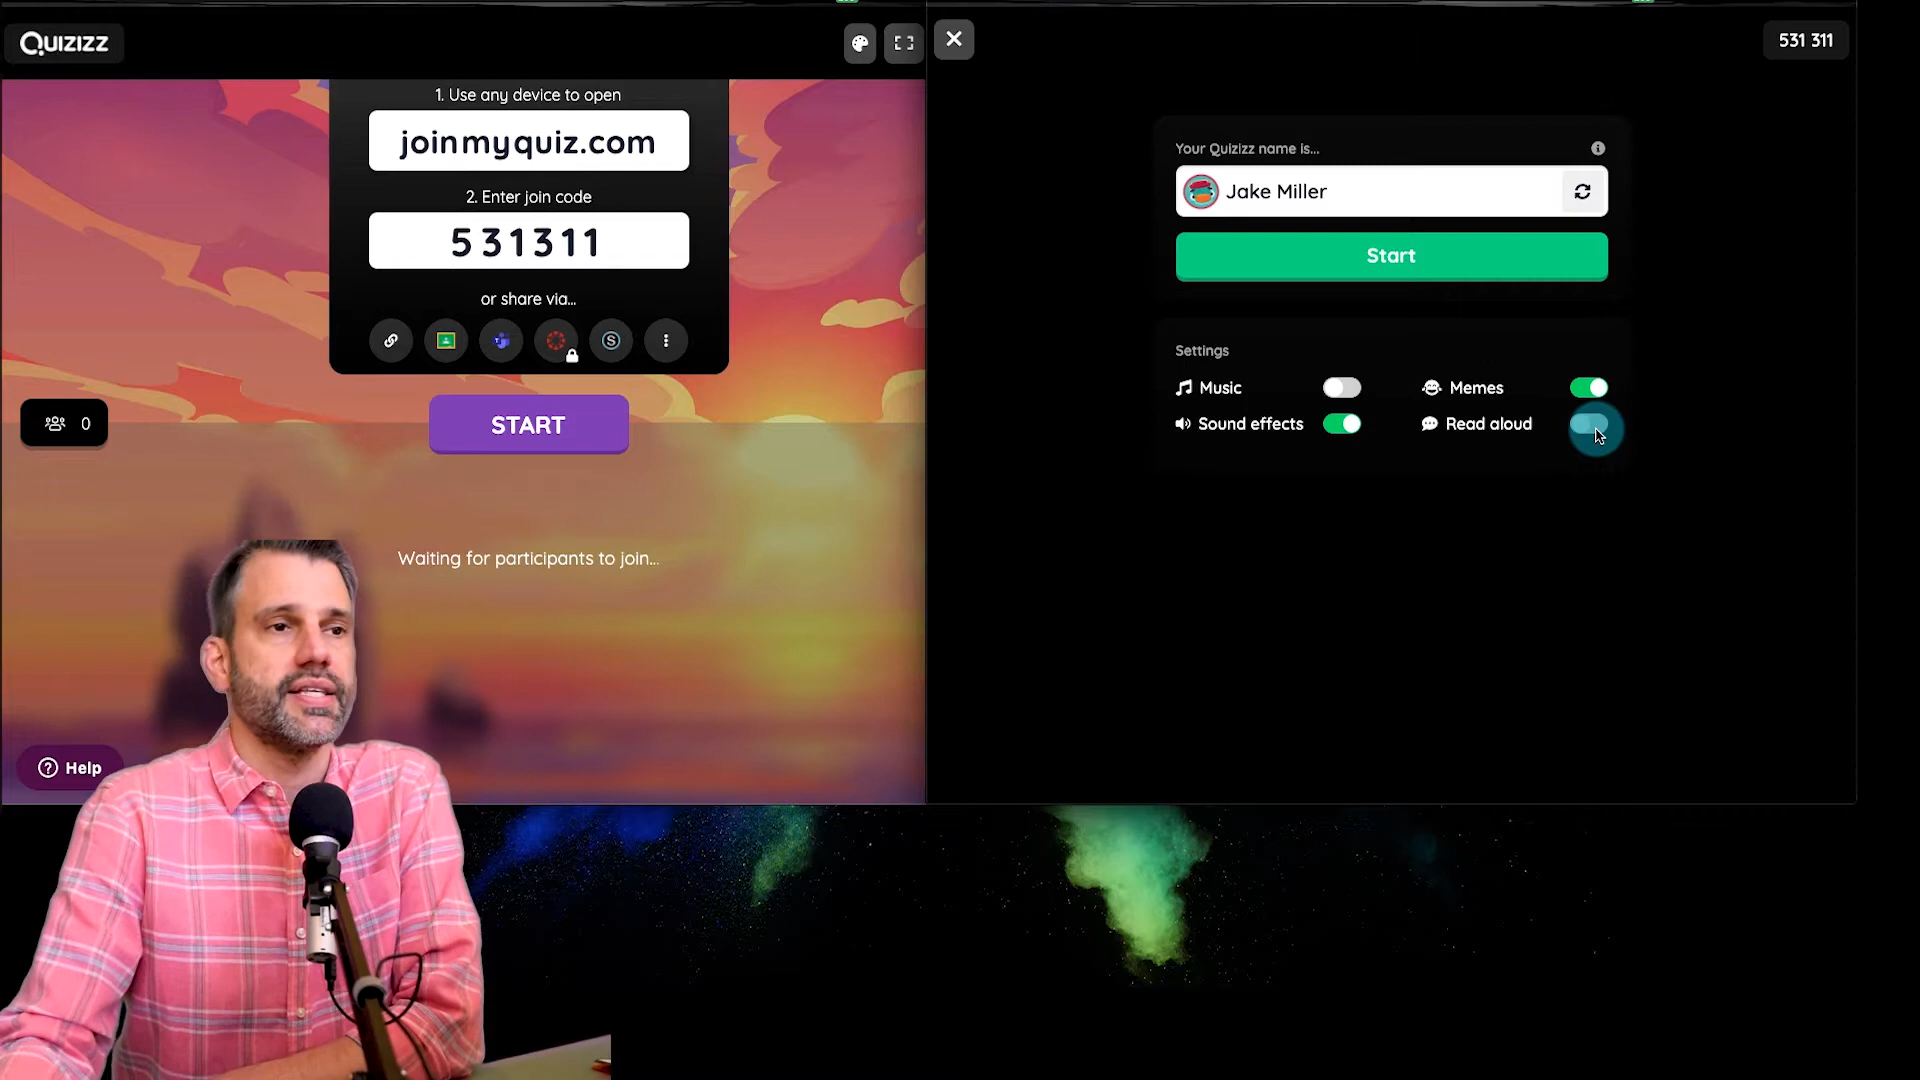 QUIZIZZ
1. Use any device to open
joinmyquiz.com
2. Enter join code
531311
or share via...
START
0
Waiting for participants to join...
Help
531 311
Your Quizizz name is...
Jake Miller
Start
Settings
Music
Memes
Sound effects
Read aloud